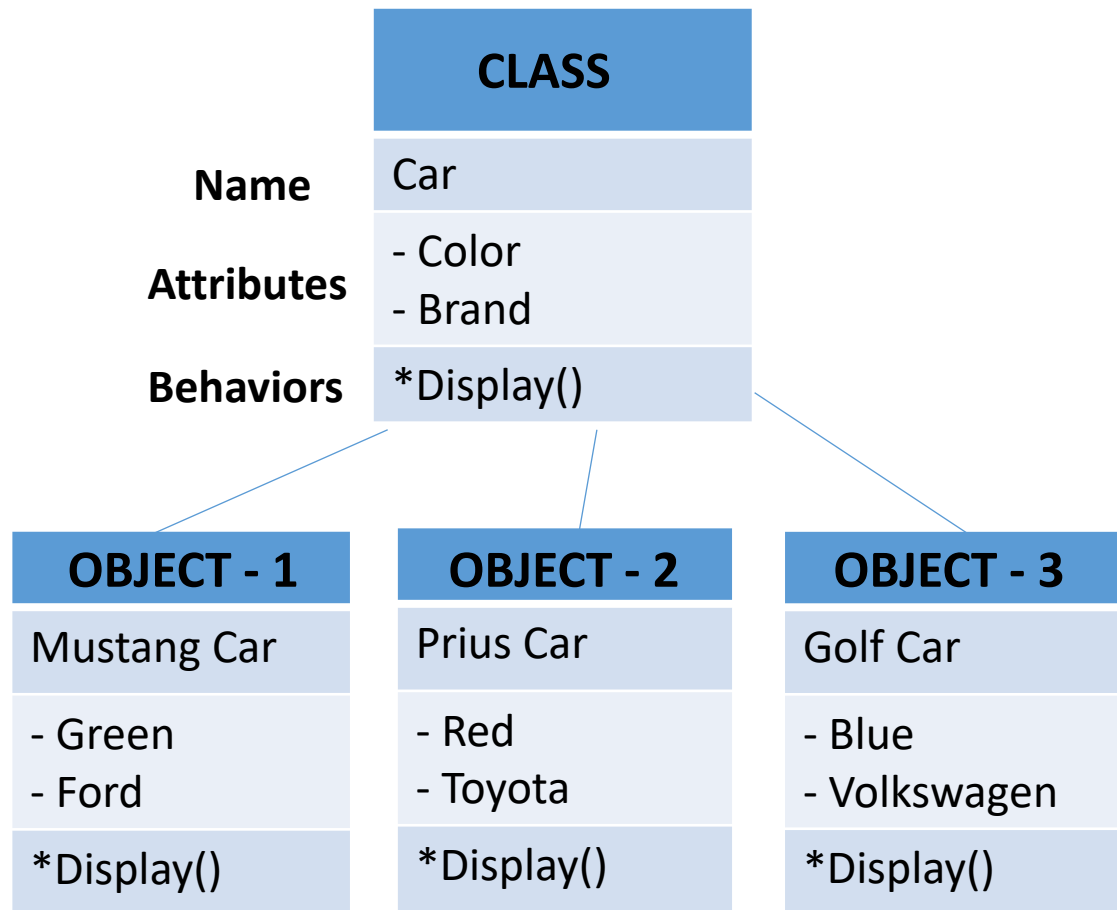 CLASS
Name
Car
Attributes
- Color
- Brand
Behaviors
*Display()
OBJECT - 1
Mustang Car
- Green
- Ford
*Display()
OBJECT - 2
Prius Car
- Red
- Toyota
*Display()
OBJECT - 3
Golf Car
- Blue
- Volkswagen
*Display()